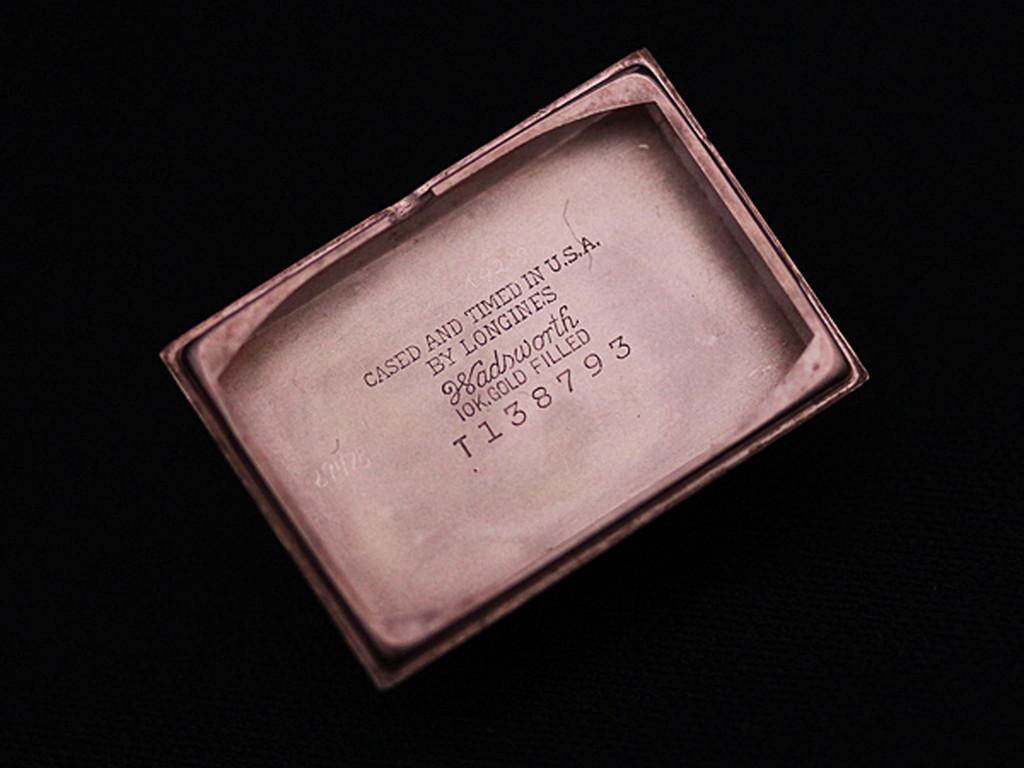 CASED AND TIMED IN U.S.A.
BY LONGINES
Wadsworth
10K. GOLD FILLED
T138793